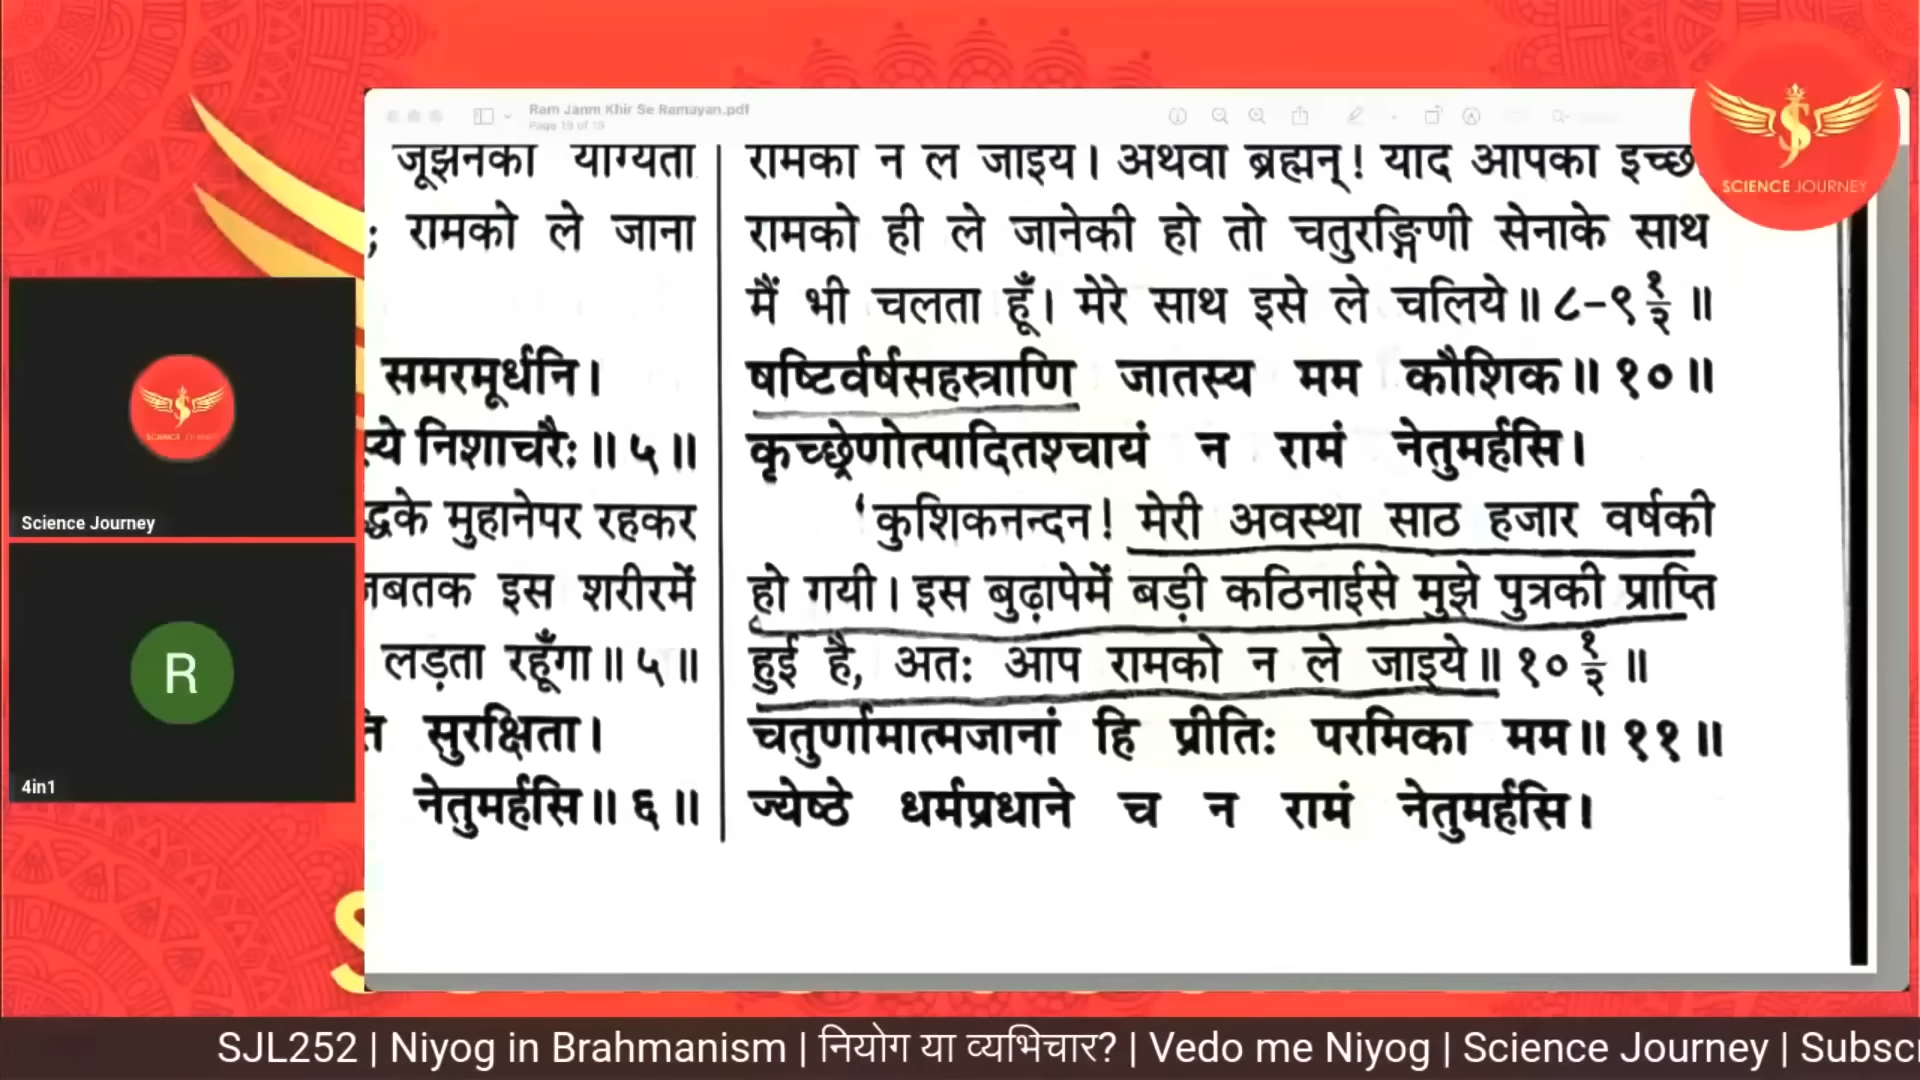 Ram Janm Khir Se Ramayan.pdf
Page 19 of 19
SCIENCE JOURNEY
जूझनेका योग्यता
; रामको ले जाना
समरमूर्धनि।
स्ये निशाचरैः॥ ५॥
द्धके मुहानेपर रहकर
जबतक इस शरीरमें
लड़ता रहूँगा॥ ५॥
सुरक्षिता।
नेतुमर्हसि॥ ६॥
रामको न ले जाइये। अथवा ब्रह्मन्! यदि आपकी इच्छ
रामको ही ले जानेकी हो तो चतुरङ्गिणी सेनाके साथ
मैं भी चलता हूँ। मेरे साथ इसे ले चलिये॥ ८-९ १/२ ॥
षष्टिर्वर्षसहस्राणि जातस्य मम कौशिक॥ १०॥
कृच्छ्रेणोत्पादितश्चायं न रामं नेतुमर्हसि।
'कुशिकनन्दन! मेरी अवस्था साठ हजार वर्षकी
हो गयी। इस बुढ़ापेमें बड़ी कठिनाईसे मुझे पुत्रकी प्राप्ति
हुई है, अतः आप रामको न ले जाइये॥ १० १/२ ॥
चतुर्णामात्मजानां हि प्रीतिः परमिका मम॥ ११॥
ज्येष्ठे धर्मप्रधाने च न रामं नेतुमर्हसि।
Science Journey
R
4in1
SJL252 | Niyog in Brahmanism | नियोग या व्यभिचार? | Vedo me Niyog | Science Journey | Subsc